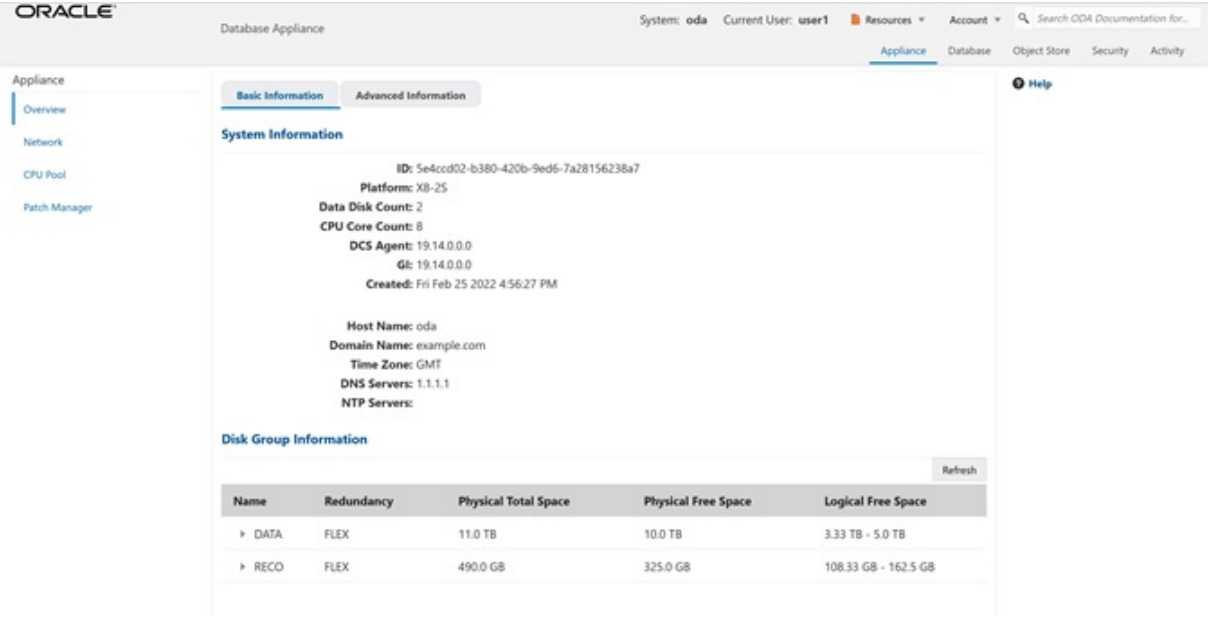 ORACLE
Database Appliance
System: oda Current User: user1 Resources Account Search ODA Documentation for...
Appliance Database Object Store Security Activity
Appliance
Overview
Network
CPU Pool
Patch Manager
Basic Information Advanced Information
Help
System Information
ID: 5e4ccd02-b380-420b-9ed6-7a28156238a7
Platform: X8-2S
Data Disk Count: 2
CPU Core Count: 8
DCS Agent: 19.14.0.0.0
GI: 19.14.0.0.0
Created: Fri Feb 25 2022 4:56:27 PM
Host Name: oda
Domain Name: example.com
Time Zone: GMT
DNS Servers: 1.1.1.1
NTP Servers:
Disk Group Information
Refresh
Name Redundancy Physical Total Space Physical Free Space Logical Free Space
DATA FLEX 11.0 TB 10.0 TB 3.33 TB - 5.0 TB
RECO FLEX 490.0 GB 325.0 GB 108.33 GB - 162.5 GB